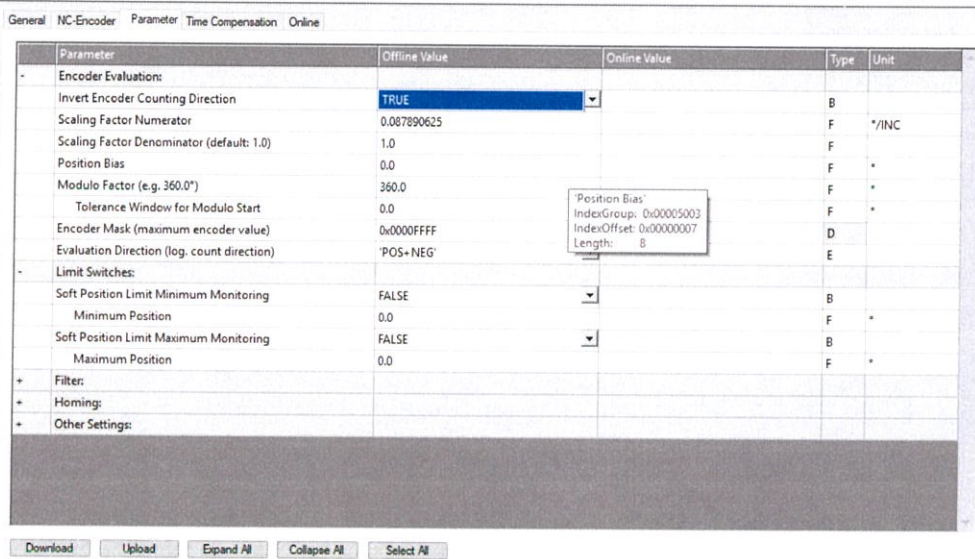 General NC-Encoder Parameter Time Compensation Online
Parameter Offline Value Online Value Type Unit
- Encoder Evaluation:
Invert Encoder Counting Direction TRUE B
Scaling Factor Numerator 0.087890625 F °/INC
Scaling Factor Denominator (default: 1.0) 1.0 F
Position Bias 0.0 F °
Modulo Factor (e.g. 360.0°) 360.0 F °
Tolerance Window for Modulo Start 0.0 F °
Encoder Mask (maximum encoder value) 0x0000FFFF D
Evaluation Direction (log. count direction) 'POS+ NEG' E
'Position Bias'
IndexGroup: 0x00005003
IndexOffset: 0x00000007
Length: 8
- Limit Switches:
Soft Position Limit Minimum Monitoring FALSE B
Minimum Position 0.0 F °
Soft Position Limit Maximum Monitoring FALSE B
Maximum Position 0.0 F °
+ Filter:
+ Homing:
+ Other Settings:
Download Upload Expand All Collapse All Select All